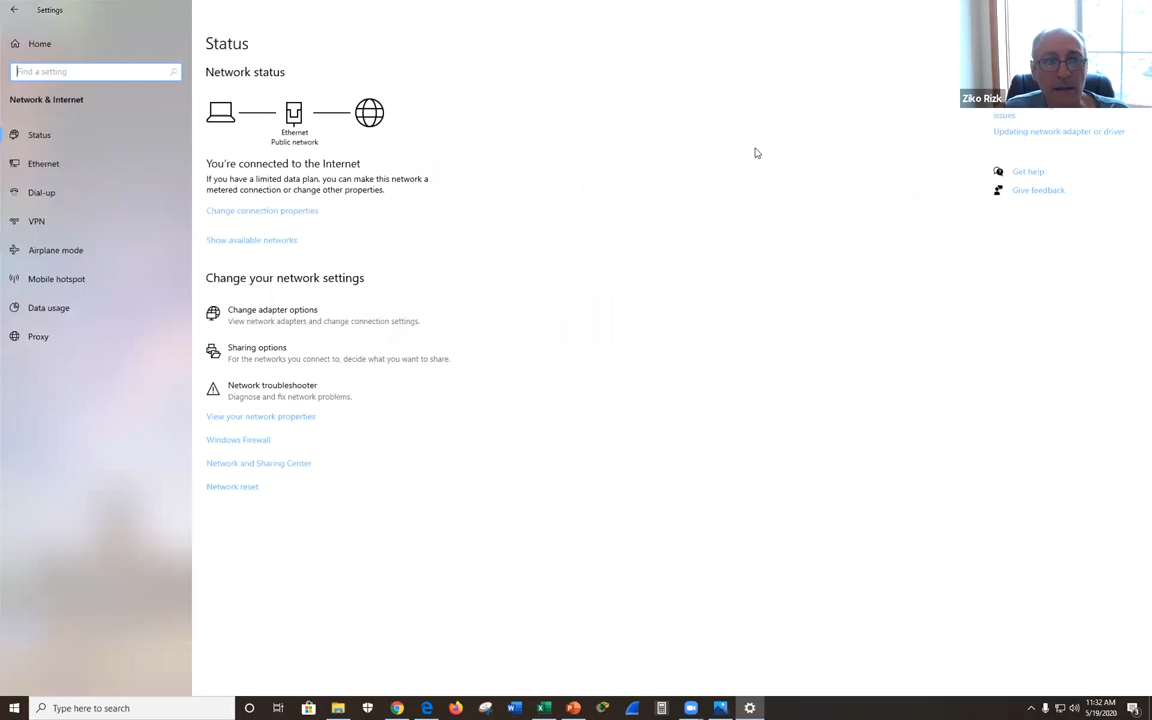 Settings
Home
Find a setting
Network & Internet
Status
Ethernet
Dial-up
VPN
Airplane mode
Mobile hotspot
Data usage
Proxy
Status
Network status
Ethernet
Public network
You're connected to the Internet
If you have a limited data plan, you can make this network a
metered connection or change other properties.
Change connection properties
Show available networks
Change your network settings
Change adapter options
View network adapters and change connection settings.
Sharing options
For the networks you connect to, decide what you want to share.
Network troubleshooter
Diagnose and fix network problems.
View your network properties
Windows Firewall
Network and Sharing Center
Network reset
Ziko Rizk
issues
Updating network adapter or driver
Get help
Give feedback
Type here to search
11:32 AM
5/19/2020